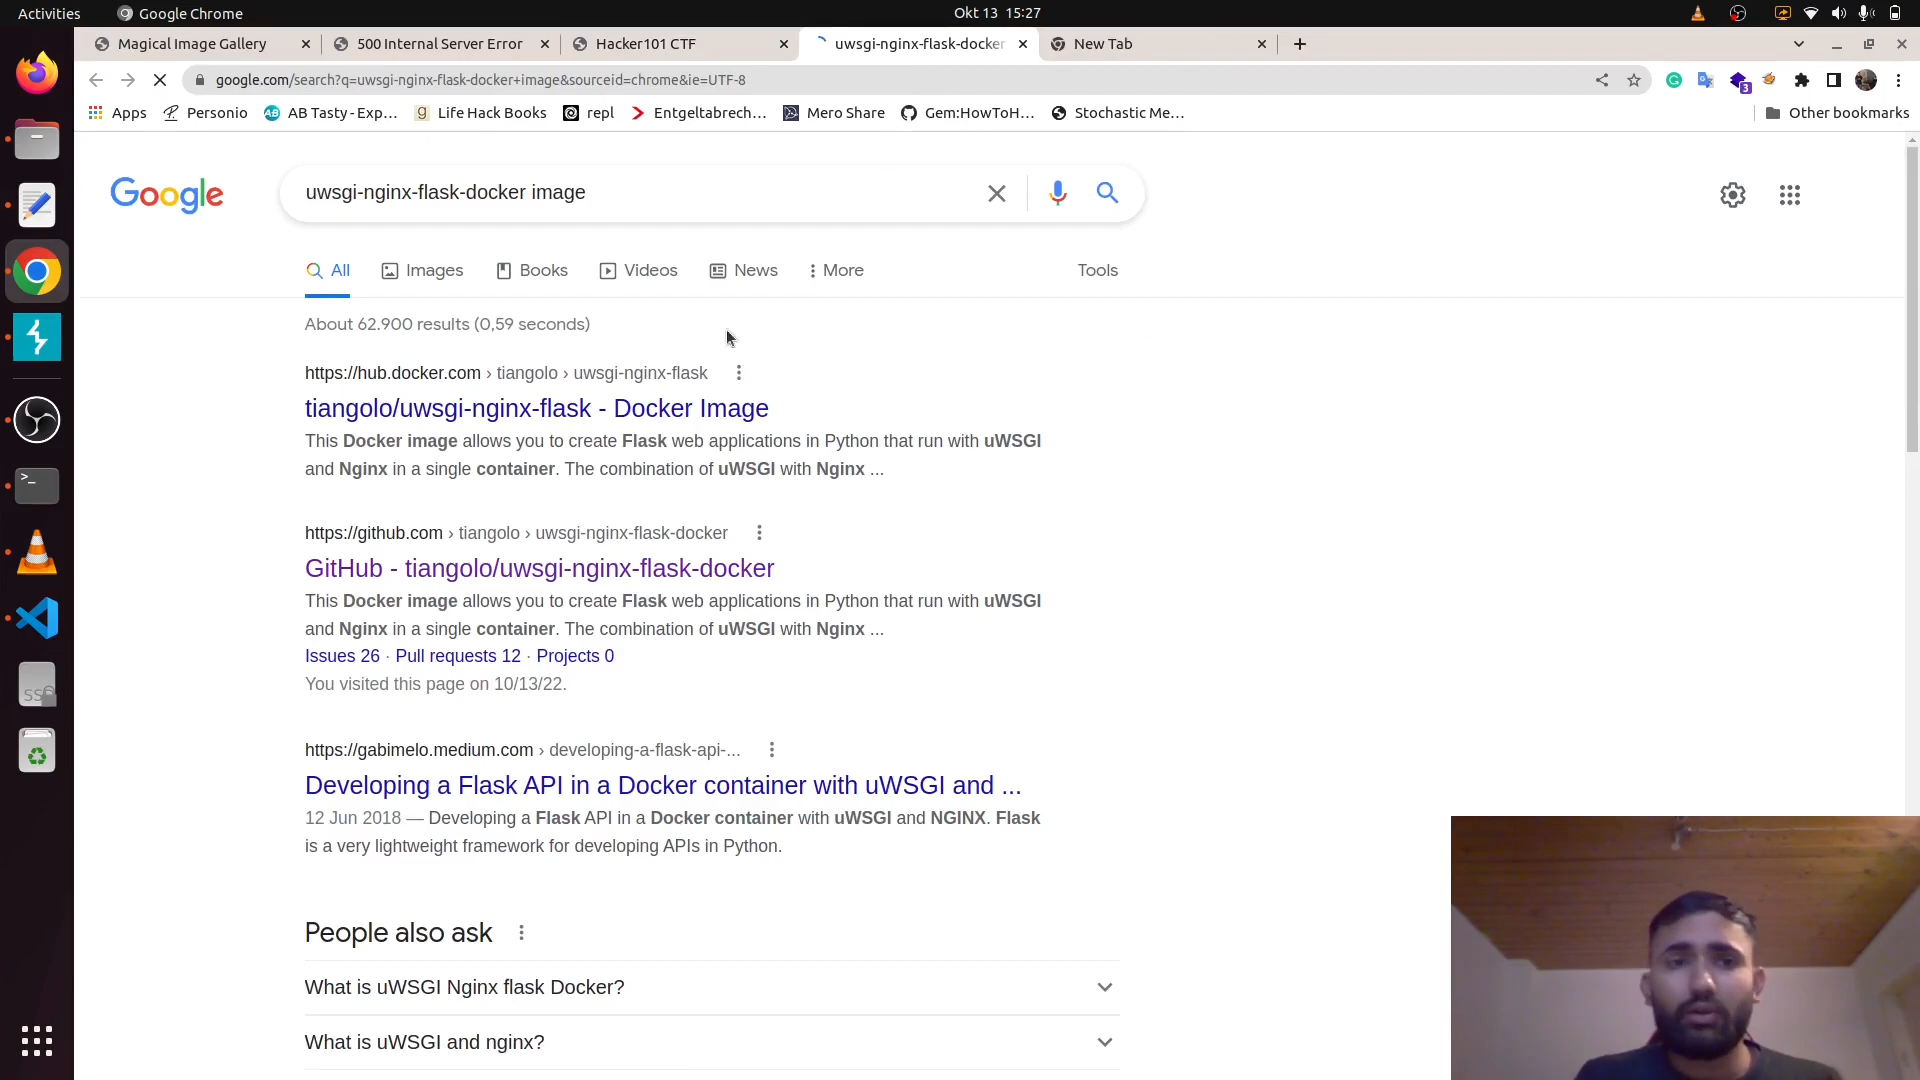 Activities
Google Chrome
Okt 13 15:27
Magical Image Gallery
500 Internal Server Error
Hacker101 CTF
uwsgi-nginx-flask-docker
New Tab
google.com/search?q=uwsgi-nginx-flask-docker+image&sourceid=chrome&ie=UTF-8
3
Apps
Personio
AB Tasty - Exp...
Life Hack Books
repl
Entgeltabrech...
Mero Share
Gem:HowToH...
Stochastic Me...
Other bookmarks
Google
uwsgi-nginx-flask-docker image
All
Images
Books
Videos
News
More
Tools
About 62.900 results (0,59 seconds)
https://hub.docker.com › tiangolo › uwsgi-nginx-flask
tiangolo/uwsgi-nginx-flask - Docker Image
This Docker image allows you to create Flask web applications in Python that run with uWSGI
and Nginx in a single container. The combination of uWSGI with Nginx ...
https://github.com › tiangolo › uwsgi-nginx-flask-docker
GitHub - tiangolo/uwsgi-nginx-flask-docker
This Docker image allows you to create Flask web applications in Python that run with uWSGI
and Nginx in a single container. The combination of uWSGI with Nginx ...
Issues 26 · Pull requests 12 · Projects 0
You visited this page on 10/13/22.
https://gabimelo.medium.com › developing-a-flask-api-...
Developing a Flask API in a Docker container with uWSGI and ...
12 Jun 2018 — Developing a Flask API in a Docker container with uWSGI and NGINX. Flask
is a very lightweight framework for developing APIs in Python.
People also ask
What is uWSGI Nginx flask Docker?
What is uWSGI and nginx?